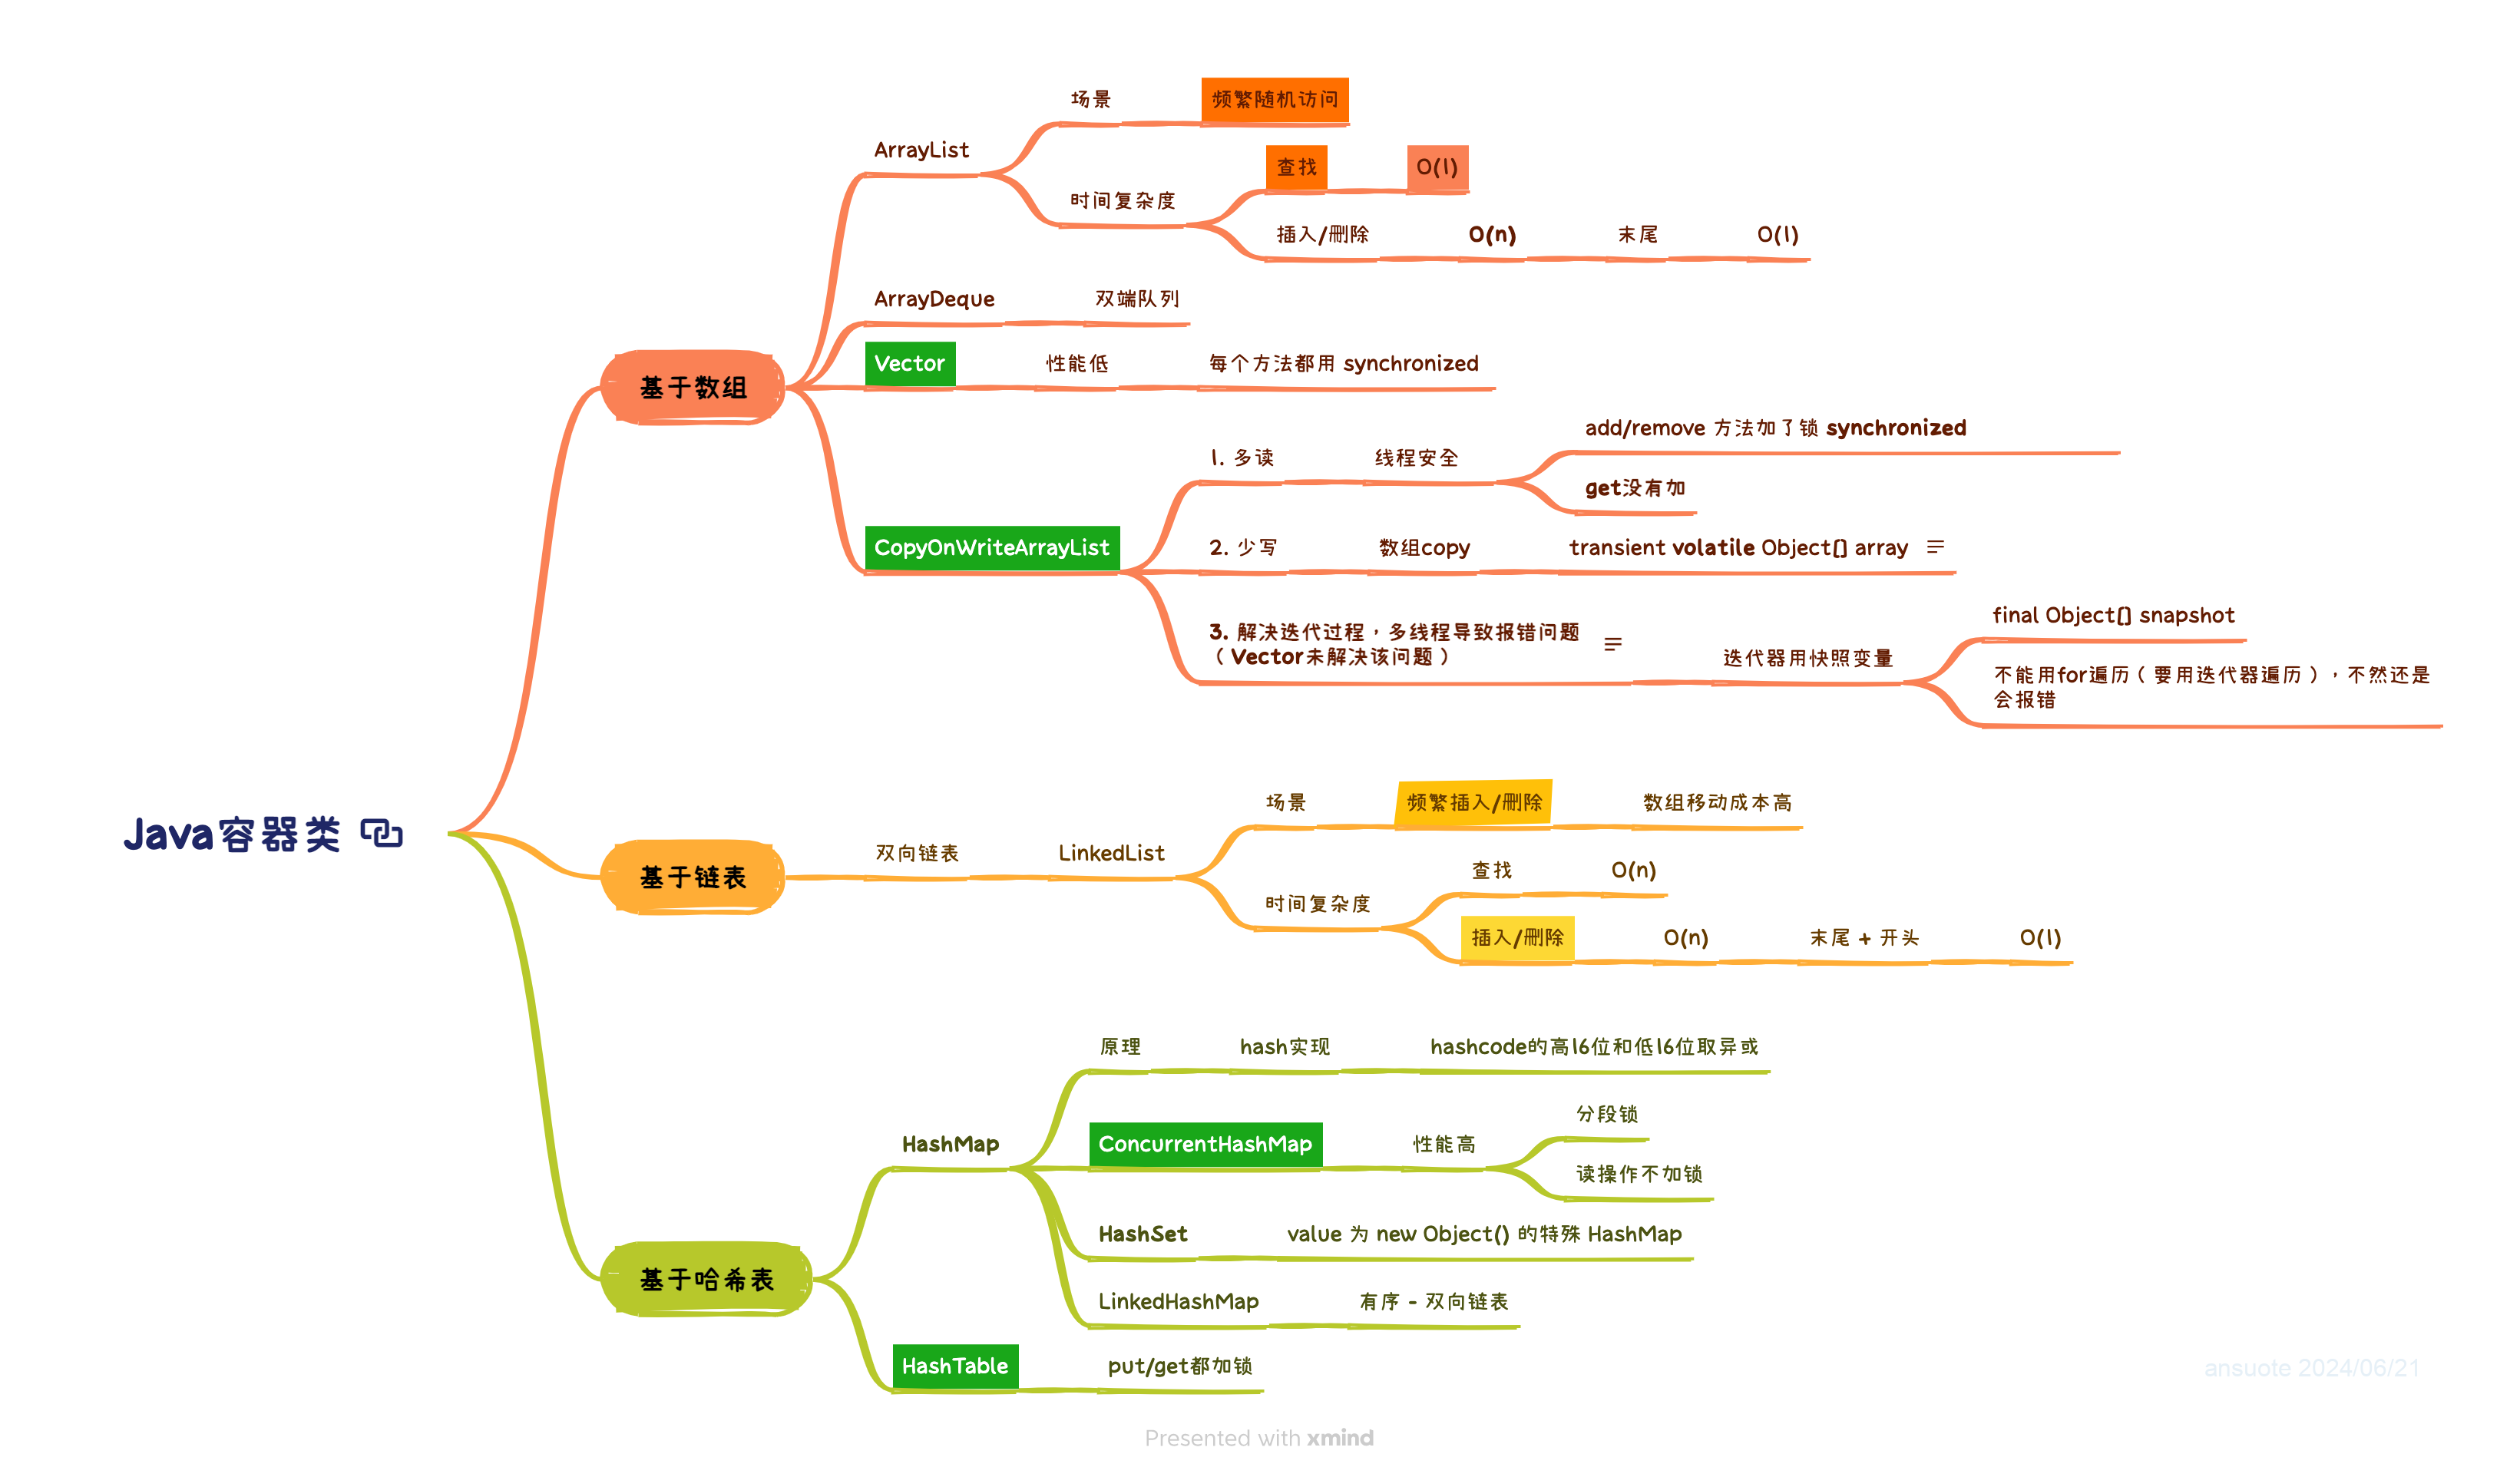 Java容器类
基于数组
ArrayList
场景
频繁随机访问
时间复杂度
查找
O(1)
插入/删除
O(n)
末尾
O(1)
ArrayDeque
双端队列
Vector
性能低
每个方法都用 synchronized
CopyOnWriteArrayList
1. 多读
线程安全
add/remove 方法加了锁 synchronized
get没有加
2. 少写
数组copy
transient volatile Object[] array
3. 解决迭代过程，多线程导致报错问题
（Vector未解决该问题）
迭代器用快照变量
final Object[] snapshot
不能用for遍历（要用迭代器遍历），不然还是
会报错
基于链表
双向链表
LinkedList
场景
频繁插入/删除
数组移动成本高
时间复杂度
查找
O(n)
插入/删除
O(n)
末尾 + 开头
O(1)
基于哈希表
HashMap
原理
hash实现
hashcode的高16位和低16位取异或
ConcurrentHashMap
性能高
分段锁
读操作不加锁
HashSet
value 为 new Object() 的特殊 HashMap
LinkedHashMap
有序 - 双向链表
HashTable
put/get都加锁
ansuote 2024/06/21
Presented with xmind